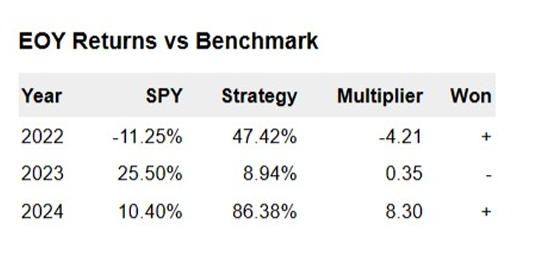 EOY Returns vs Benchmark
Year SPY Strategy Multiplier Won
2022 -11.25% 47.42% -4.21 +
2023 25.50% 8.94% 0.35 -
2024 10.40% 86.38% 8.30 +